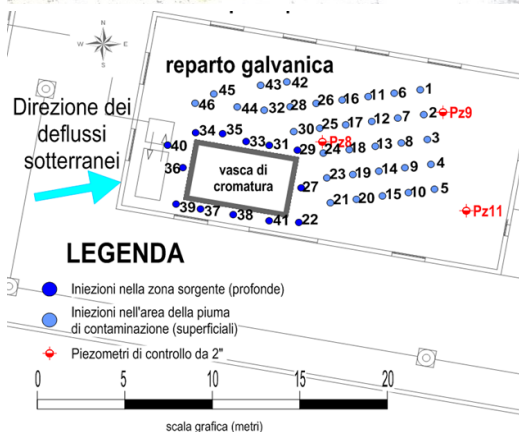 N
W
E
S
reparto galvanica
43 42
45
46 44 32 28 26 16 11 6 1
34 35 30 25 17 12 7 2 Pz9
40 33 31 29 Pz8
24 18 13 8 3
36
vasca di
cromatura
27 23 19 14 9 4
39 37 38 41 22 21 20 15 10 5
Pz11
Direzione dei
deflussi
sotterranei
LEGENDA
Iniezioni nella zona sorgente (profonde)
Iniezioni nell'area della piuma
di contaminazione (superficiali)
Piezometri di controllo da 2"
0 5 10 15 20
scala grafica (metri)